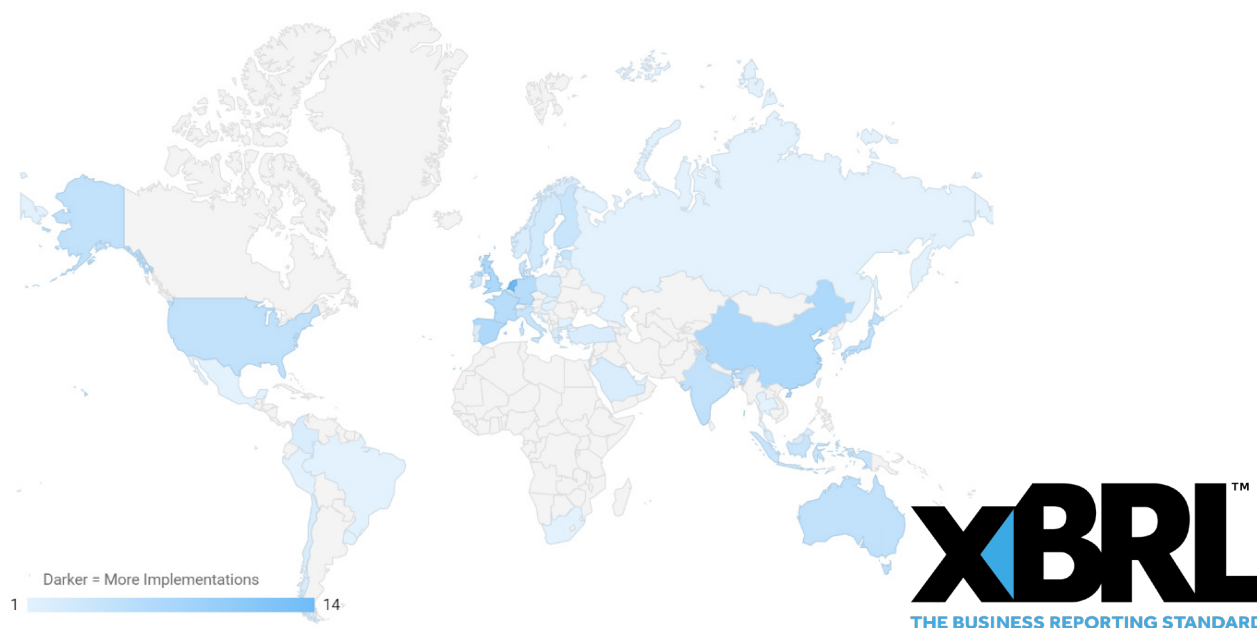 Darker = More Implementations
1 14
xBRL™
THE BUSINESS REPORTING STANDARD